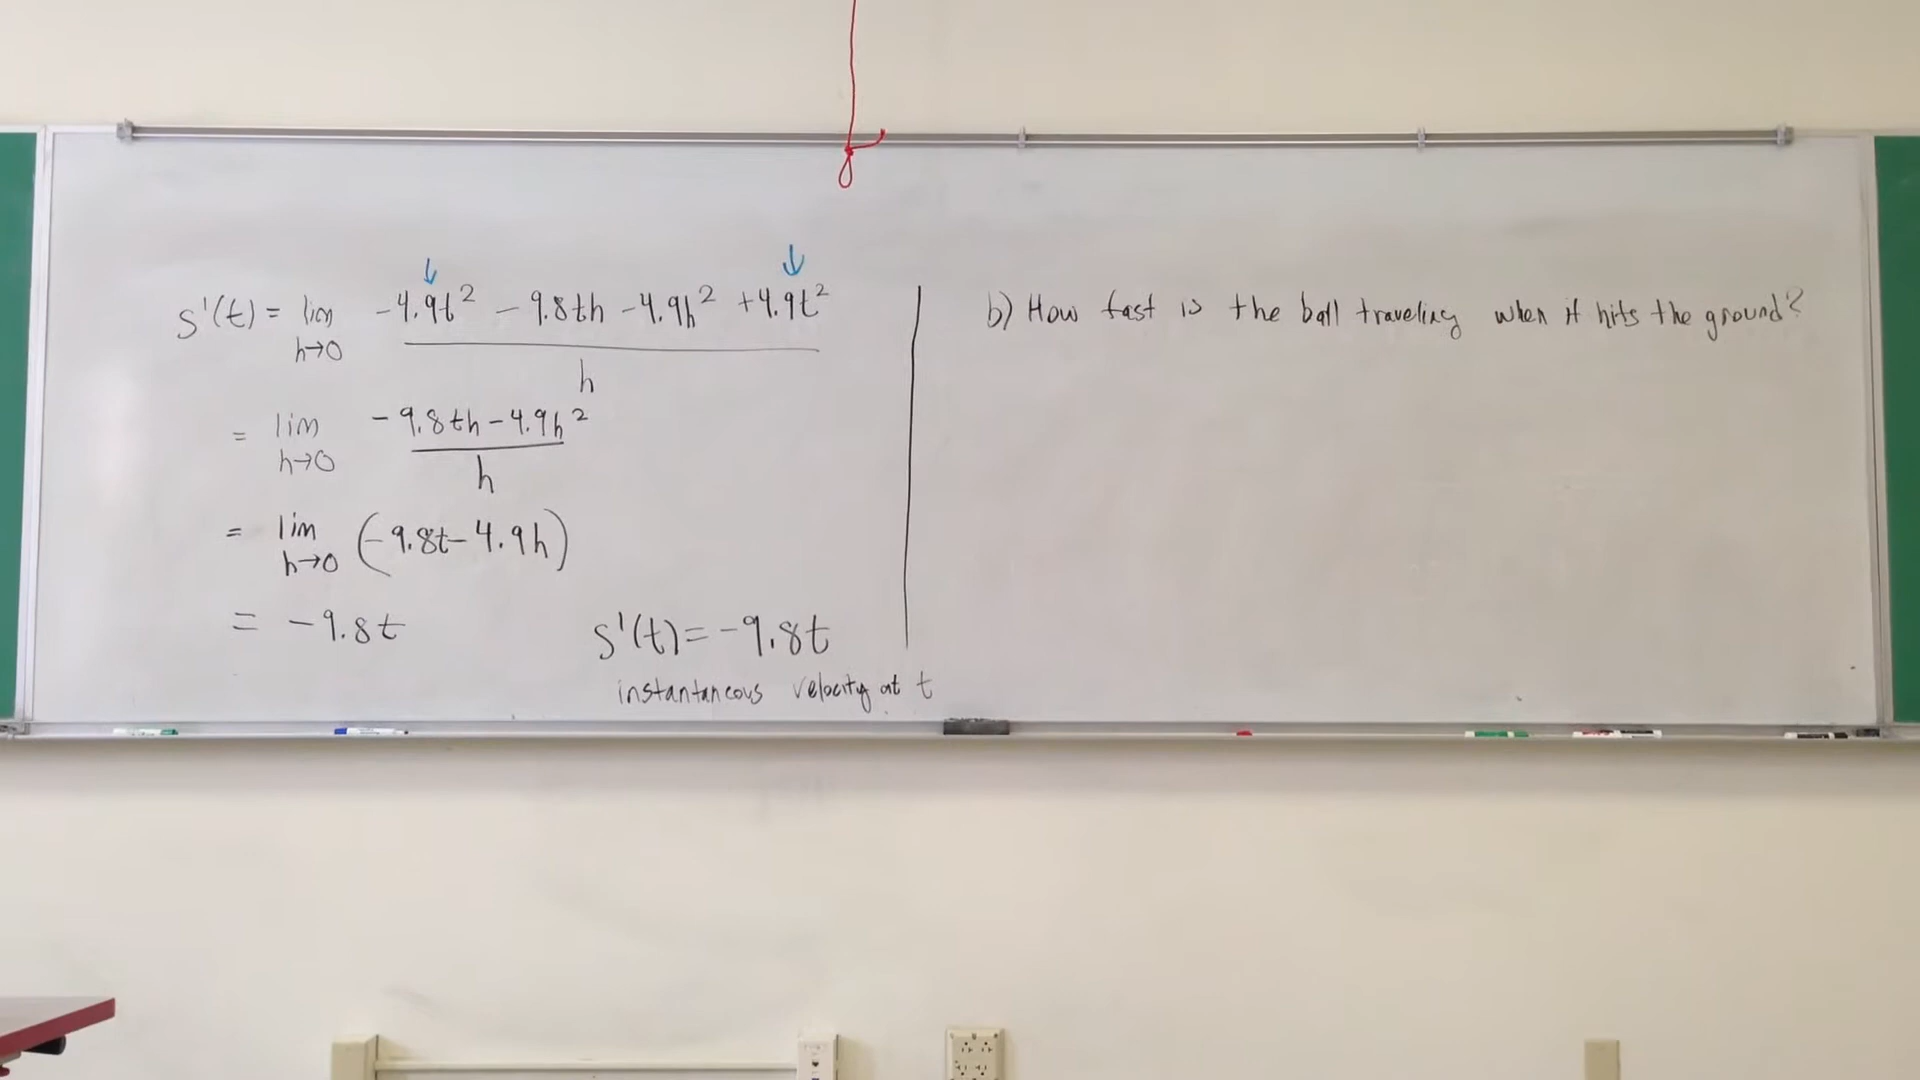 s'(t) = lim h→0 (-4.9t² - 9.8th - 4.9h² + 4.9t²) / h
= lim h→0 (-9.8th - 4.9h²) / h
= lim h→0 (-9.8t - 4.9h)
= -9.8t
s'(t) = -9.8t
instantaneous velocity at t
b) How fast is the ball traveling when it hits the ground?